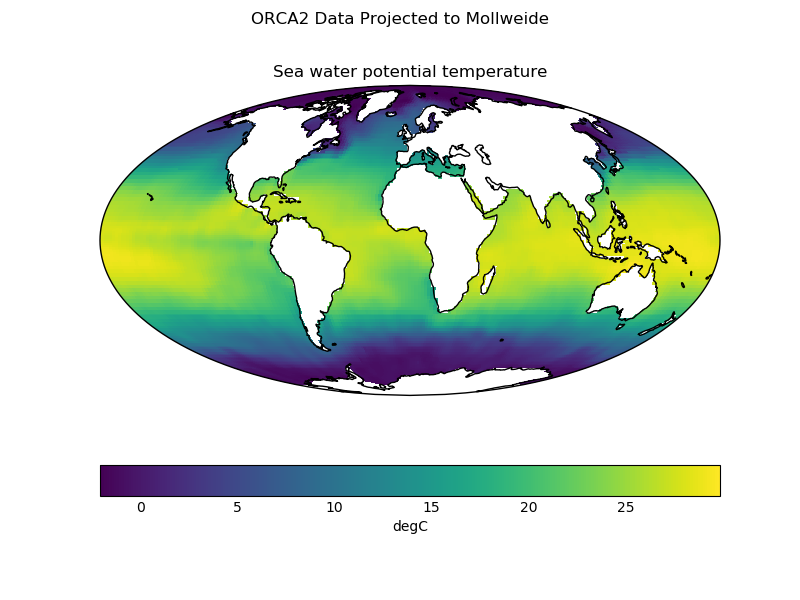 ORCA2 Data Projected to Mollweide
Sea water potential temperature
0 5 10 15 20 25
degC